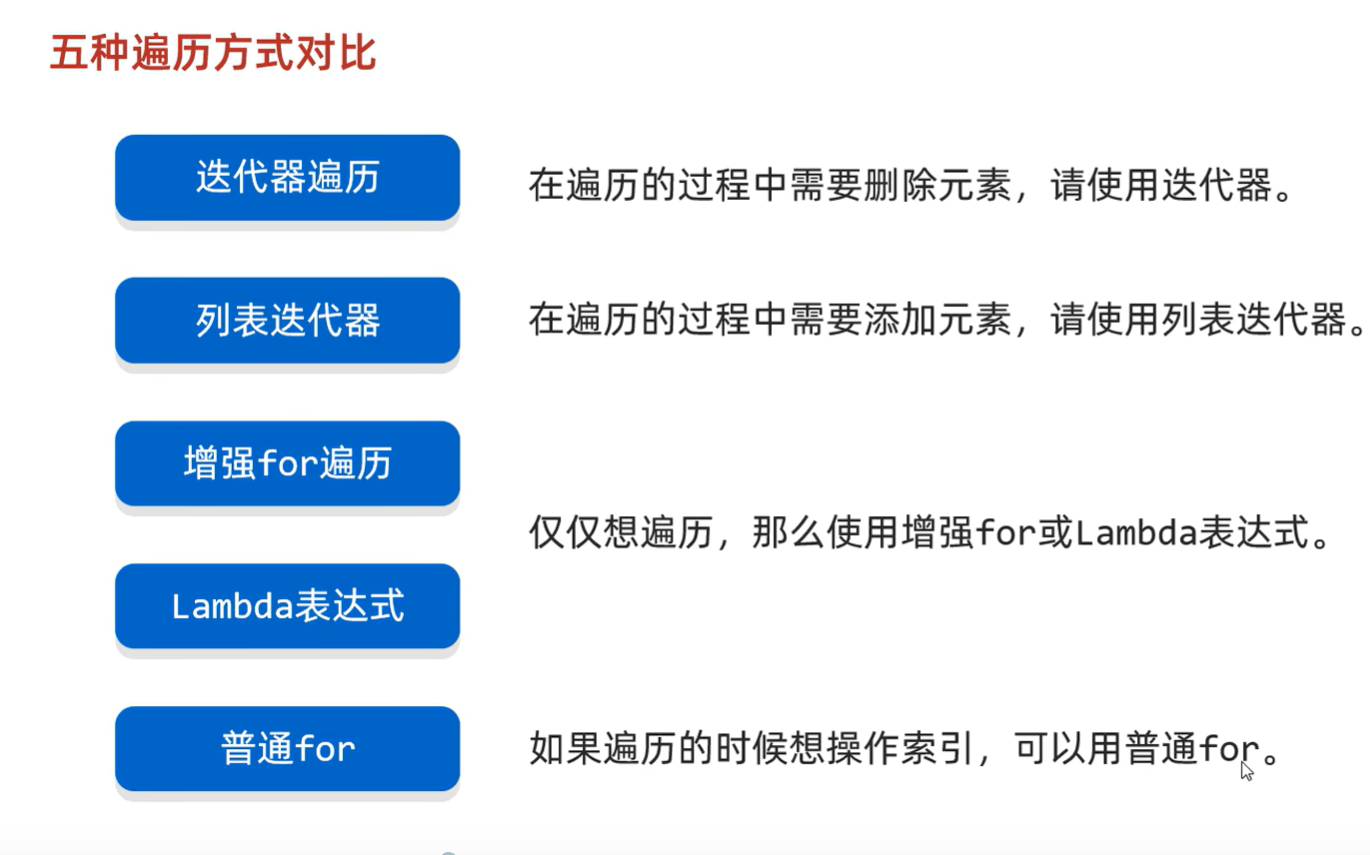 五种遍历方式对比
迭代器遍历
在遍历的过程中需要删除元素，请使用迭代器。
列表迭代器
在遍历的过程中需要添加元素，请使用列表迭代器。
增强for遍历
仅仅想遍历，那么使用增强for或Lambda表达式。
Lambda表达式
普通for
如果遍历的时候想操作索引，可以用普通for。